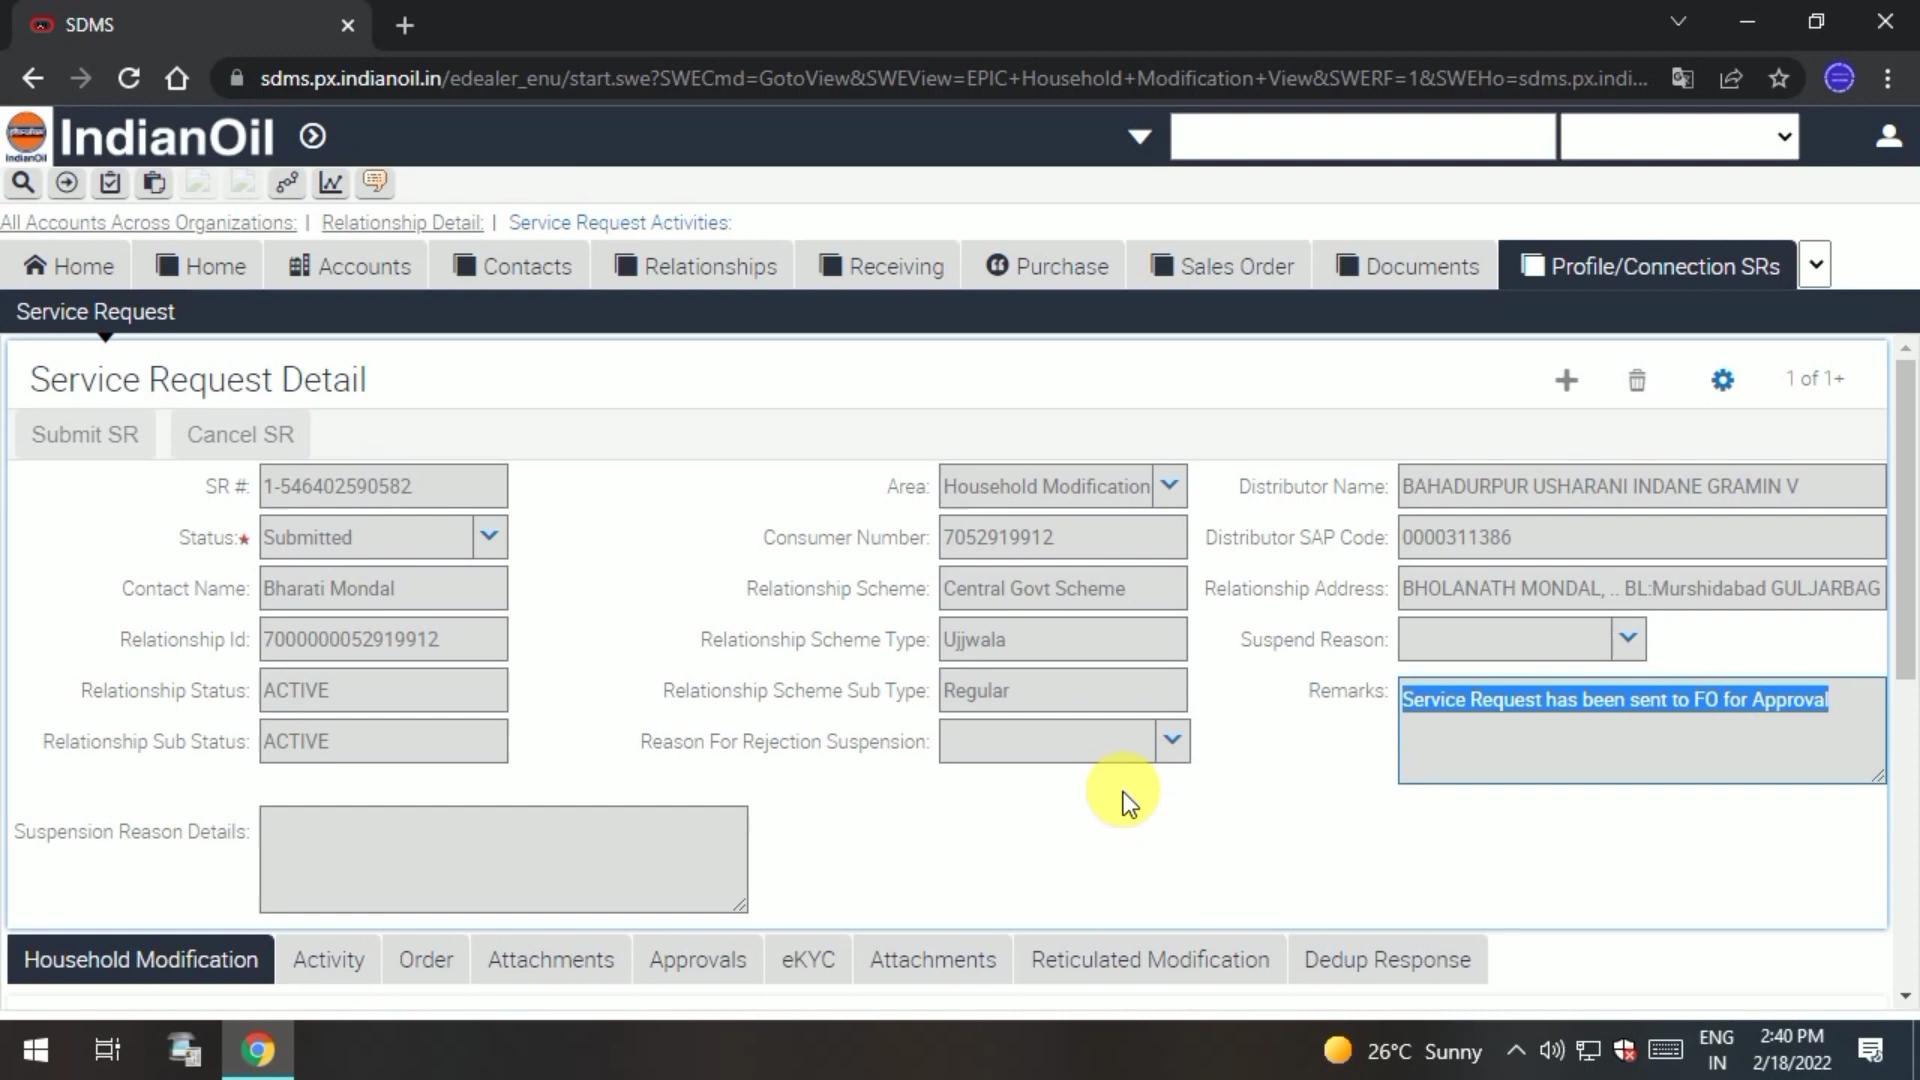 SDMS
sdms.px.indianoil.in/edealer_enu/start.swe?SWECmd=GotoView&SWEView=EPIC+Household+Modification+View&SWERF=1&SWEHo=sdms.px.indi...
IndianOil
IndianOil
All Accounts Across Organizations: | Relationship Detail: | Service Request Activities:
Home Home Accounts Contacts Relationships Receiving Purchase Sales Order Documents Profile/Connection SRs
Service Request
Service Request Detail 1 of 1+
Submit SR Cancel SR
SR #: 1-546402590582 Area: Household Modification Distributor Name: BAHADURPUR USHARANI INDANE GRAMIN V
Status:★ Submitted Consumer Number: 7052919912 Distributor SAP Code: 0000311386
Contact Name: Bharati Mondal Relationship Scheme: Central Govt Scheme Relationship Address: BHOLANATH MONDAL, .. BL:Murshidabad GULJARBAG
Relationship Id: 7000000052919912 Relationship Scheme Type: Ujjwala Suspend Reason:
Relationship Status: ACTIVE Relationship Scheme Sub Type: Regular Remarks: Service Request has been sent to FO for Approval
Relationship Sub Status: ACTIVE Reason For Rejection Suspension:
Suspension Reason Details:
Household Modification Activity Order Attachments Approvals eKYC Attachments Reticulated Modification Dedup Response
26°C Sunny ENG 2:40 PM
IN 2/18/2022